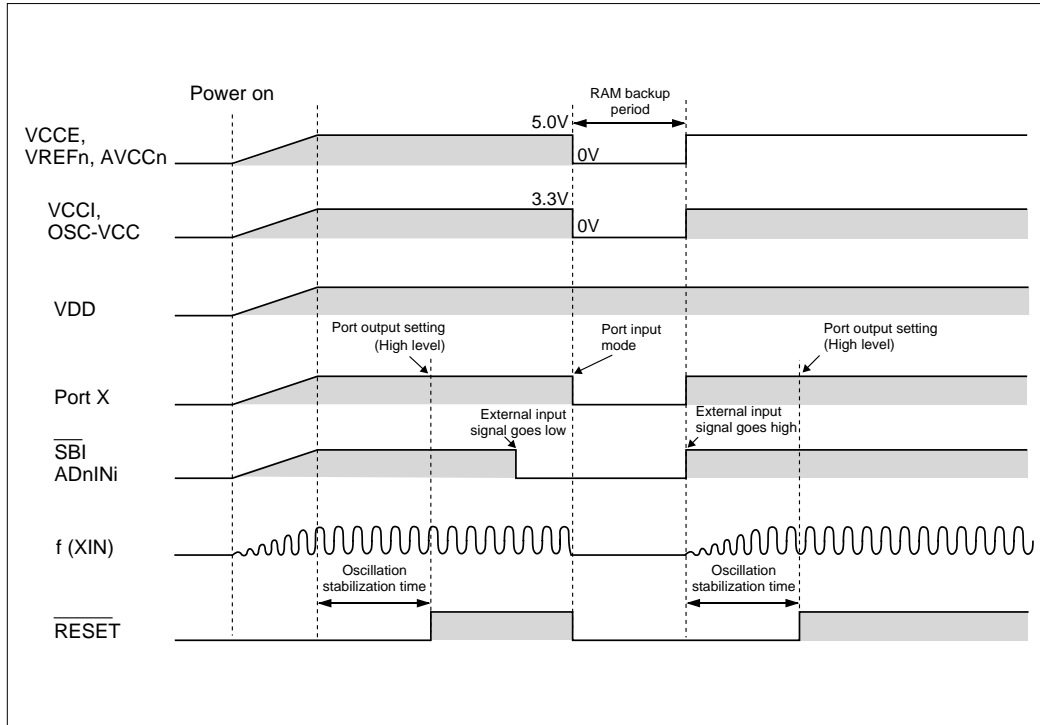 Power on
RAM backup
period
VCCE,
VREFn, AVCCn
5.0V
0V
VCCI,
OSC-VCC
3.3V
0V
VDD
Port output setting
(High level)
Port input
mode
Port output setting
(High level)
Port X
External input
signal goes low
External input
signal goes high
SBI
ADnINi
f (XIN)
Oscillation
stabilization time
Oscillation
stabilization time
RESET